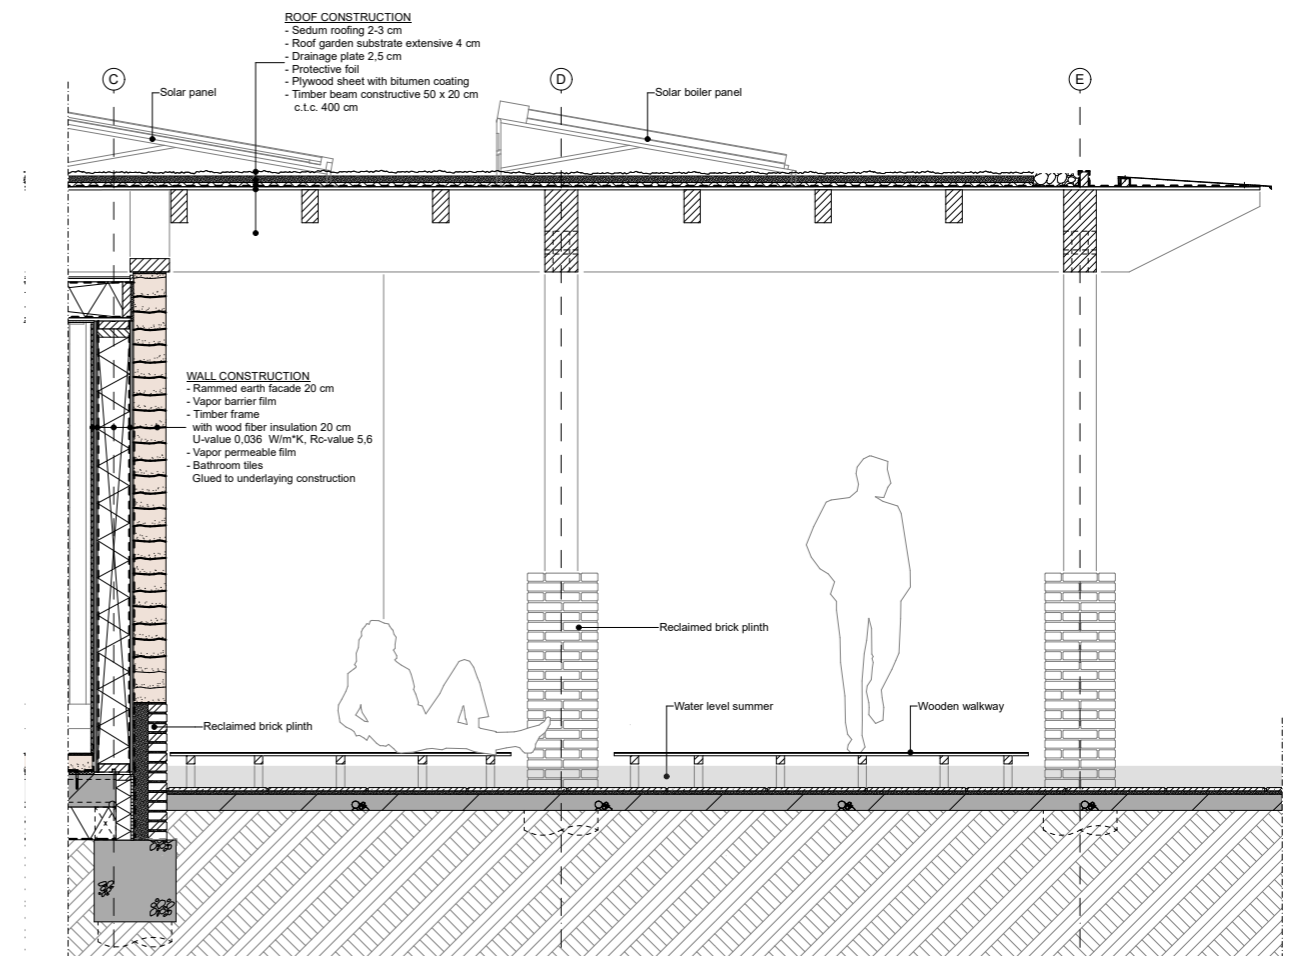 ROOF CONSTRUCTION
- Sedum roofing 2-3 cm
- Roof garden substrate extensive 4 cm
- Drainage plate 2,5 cm
- Protective foil
- Plywood sheet with bitumen coating
- Timber beam constructive 50 x 20 cm
c.t.c. 400 cm
C
D
E
Solar panel
Solar boiler panel
WALL CONSTRUCTION
- Rammed earth facade 20 cm
- Vapor barrier film
- Timber frame
with wood fiber insulation 20 cm
U-value 0,036 W/m*K, Rc-value 5,6
- Vapor permeable film
- Bathroom tiles
Glued to underlaying construction
Reclaimed brick plinth
Water level summer
Wooden walkway
Reclaimed brick plinth